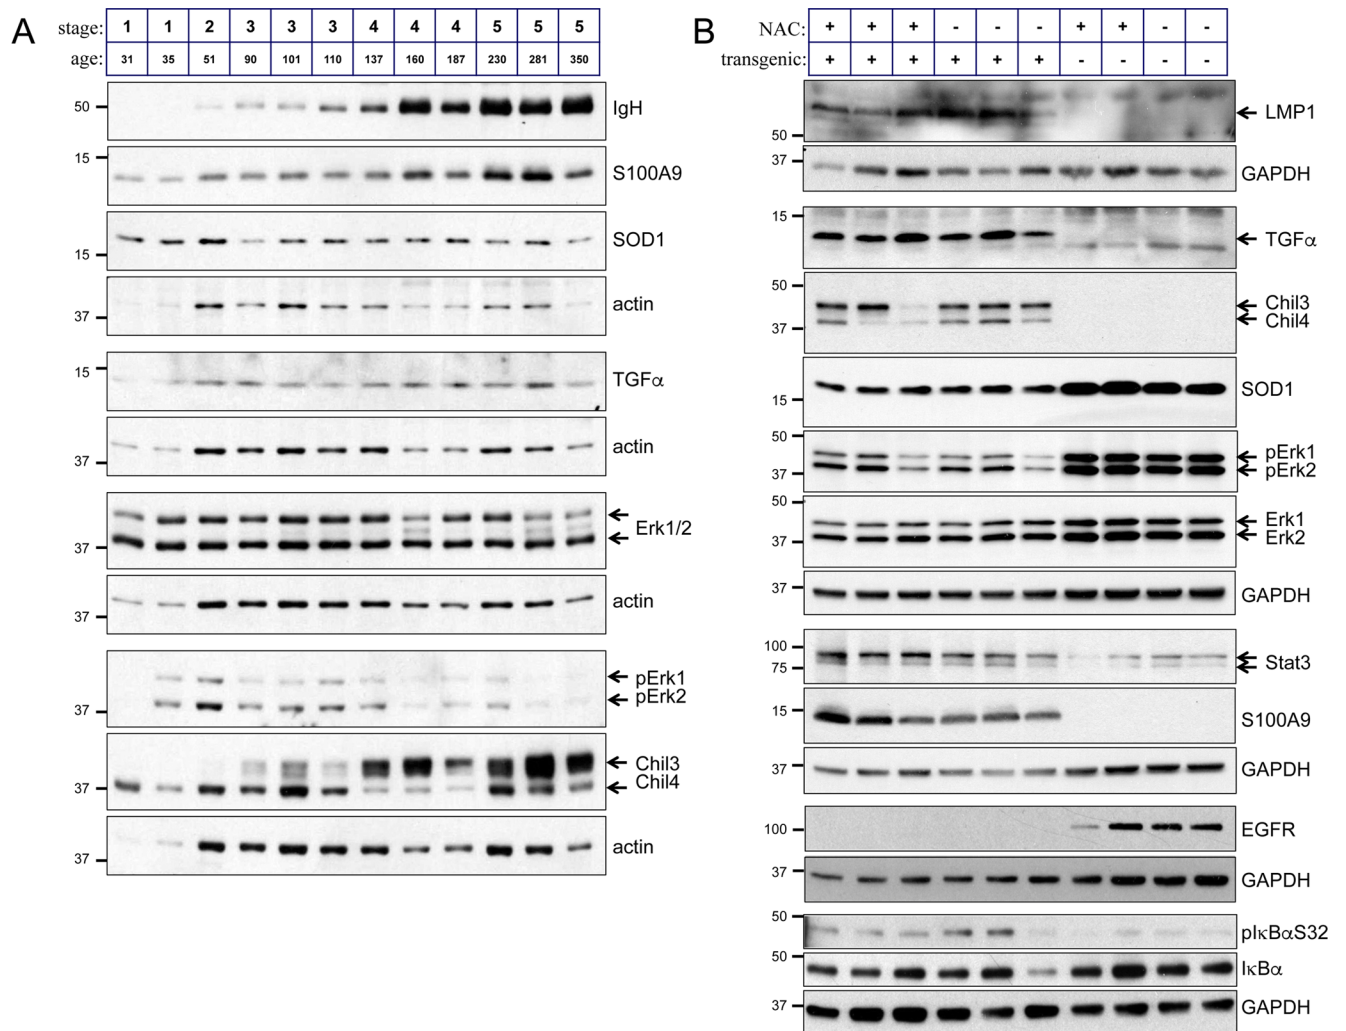 A
stage: 1 1 2 3 3 3 4 4 4 5 5 5
age: 31 35 51 90 101 110 137 160 187 230 281 350
50 IgH
15 S100A9
15 SOD1
37 actin
15 TGFα
37 actin
37 Erk1/2
37 actin
37 pErk1
pErk2
37 Chil3
Chil4
37 actin
B
NAC: + + + - - - + + - -
transgenic: + + + + + + - - - -
50 LMP1
37 GAPDH
15 TGFα
50 Chil3
37 Chil4
15 SOD1
50 pErk1
37 pErk2
50 Erk1
37 Erk2
37 GAPDH
100
75 Stat3
15 S100A9
37 GAPDH
100 EGFR
37 GAPDH
50 pIκBαS32
50 IκBα
37 GAPDH